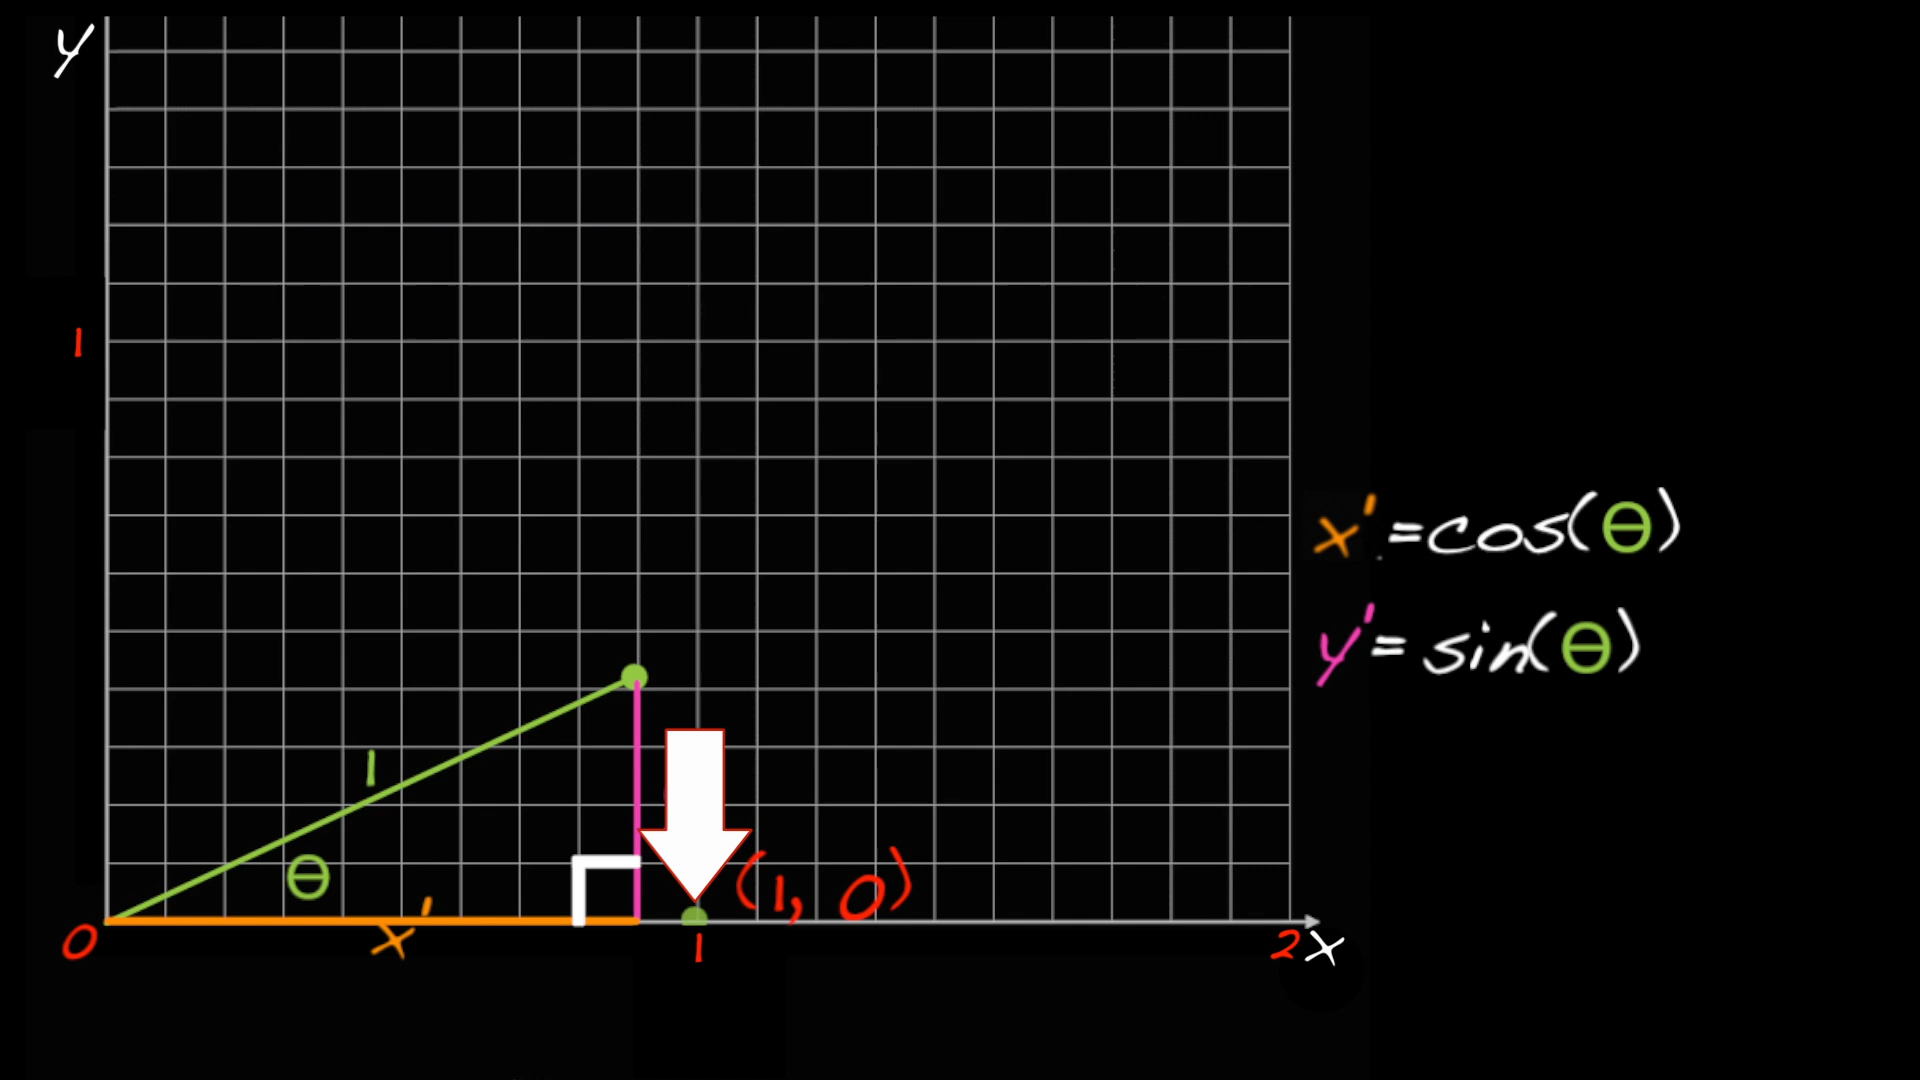 y
1
x'=cos(θ)
y'=sin(θ)
1
θ
(1, 0)
0
x'
1
2
x